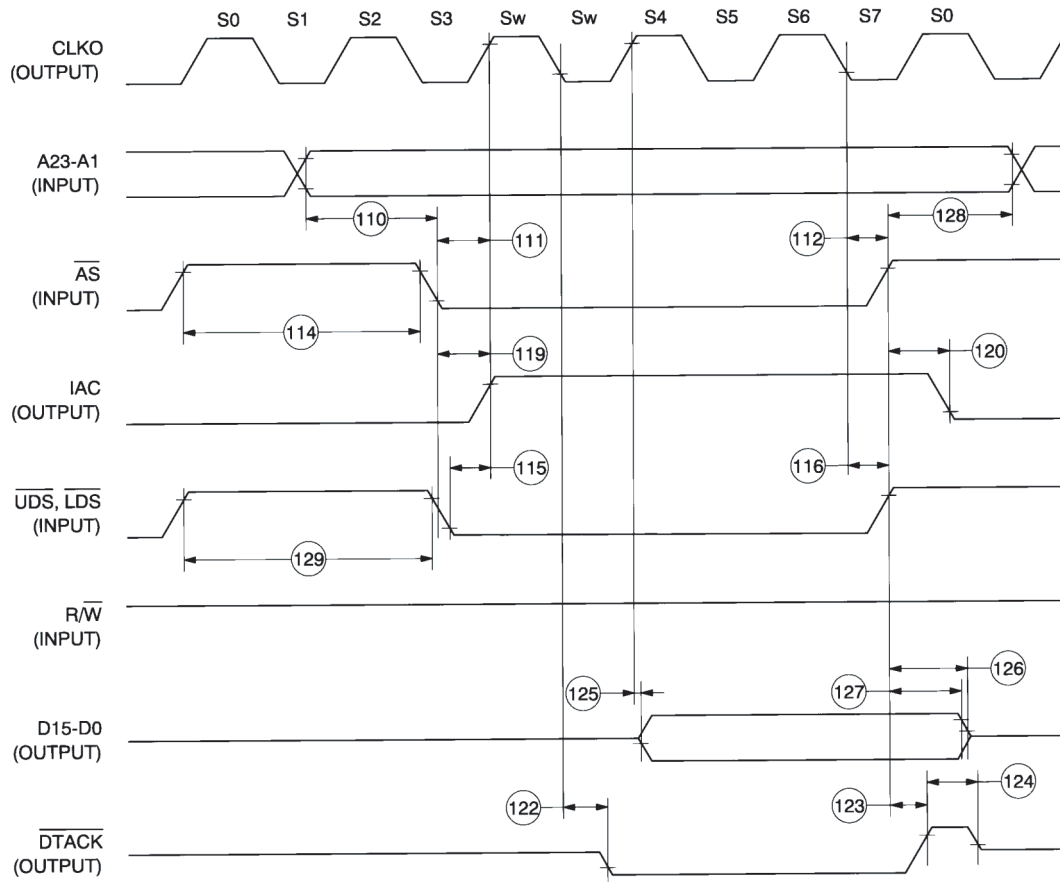 S0 S1 S2 S3 Sw Sw S4 S5 S6 S7 S0
CLKO
(OUTPUT)
A23-A1
(INPUT)
110 111 112 128
AS
(INPUT)
114 119 120
IAC
(OUTPUT)
115 116
UDS, LDS
(INPUT)
129
R/W
(INPUT)
126
125 127
D15-D0
(OUTPUT)
122 123 124
DTACK
(OUTPUT)